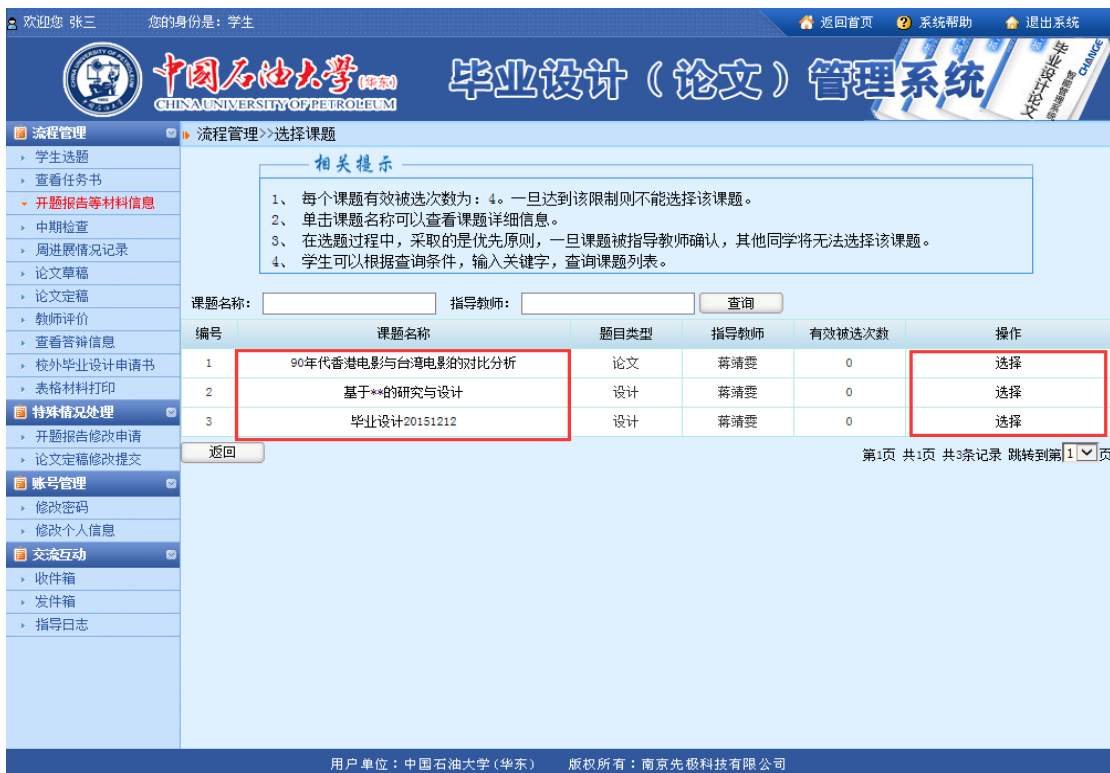 欢迎您 张三 您的身份是：学生 返回首页 系统帮助 退出系统
中国石油大学(华东)
CHINA UNIVERSITY OF PETROLEUM
毕业设计（论文）管理系统
毕业设计论文
智能管理系统
CHANGE
流程管理
学生选题
查看任务书
开题报告等材料信息
中期检查
周进展情况记录
论文草稿
论文定稿
教师评价
查看答辩信息
校外毕业设计申请书
表格材料打印
特殊情况处理
开题报告修改申请
论文定稿修改提交
账号管理
修改密码
修改个人信息
交流互动
收件箱
发件箱
指导日志
流程管理>>选择课题
相关提示
1、 每个课题有效被选次数为：4。一旦达到该限制则不能选择该课题。
2、 单击课题名称可以查看课题详细信息。
3、 在选题过程中，采取的是优先原则，一旦课题被指导教师确认，其他同学将无法选择该课题。
4、 学生可以根据查询条件，输入关键字，查询课题列表。
课题名称： 指导教师： 查询
编号 课题名称 题目类型 指导教师 有效被选次数 操作
1 90年代香港电影与台湾电影的对比分析 论文 蒋靖雯 0 选择
2 基于**的研究与设计 设计 蒋靖雯 0 选择
3 毕业设计20151212 设计 蒋靖雯 0 选择
返回 第1页 共1页 共3条记录 跳转到第 1 页
用户单位：中国石油大学(华东) 版权所有：南京先极科技有限公司